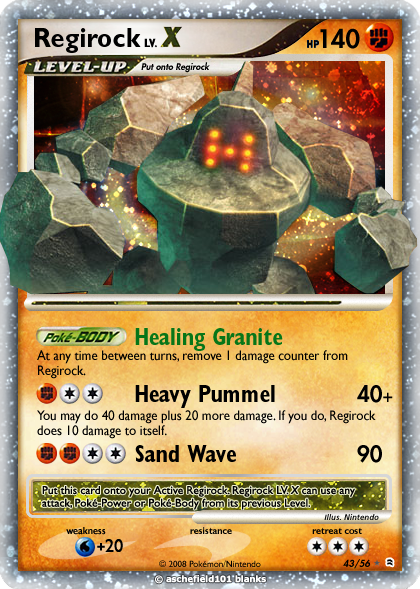 Regirock LV. X HP 140
LEVEL-UP Put onto Regirock
Poké-BODY Healing Granite
At any time between turns, remove 1 damage counter from
Regirock.
Heavy Pummel 40+
You may do 40 damage plus 20 more damage. If you do, Regirock
does 10 damage to itself.
Sand Wave 90
Put this card onto your Active Regirock. Regirock LV.X can use any
attack, Poké-Power or Poké-Body from its previous Level.
Illus. Nintendo
weakness resistance retreat cost
+20
© 2008 Pokémon/Nintendo 43/56
© aschefield101 blanks